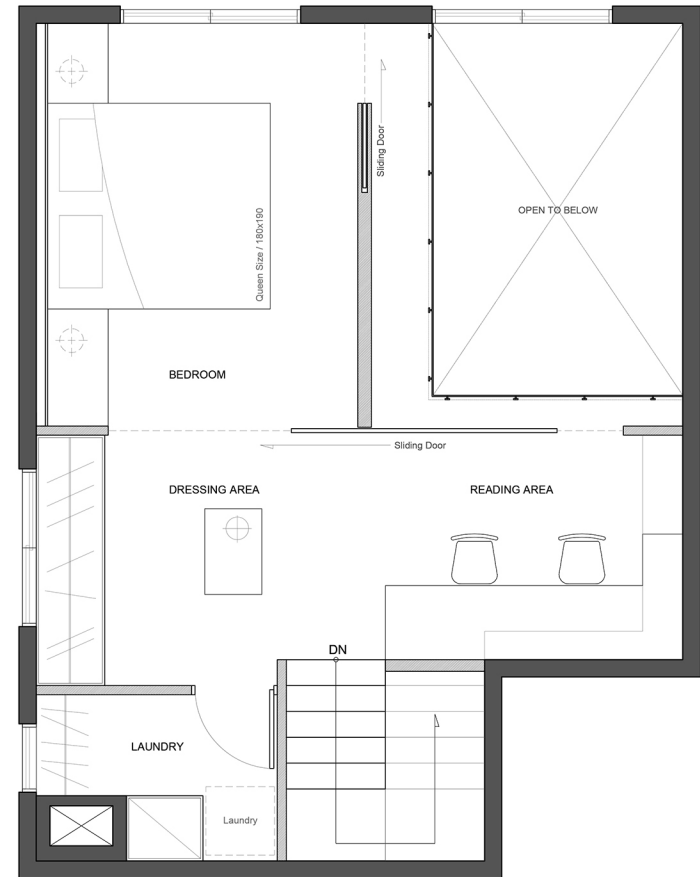 Sliding Door
OPEN TO BELOW
Queen Size / 180x190
BEDROOM
Sliding Door
DRESSING AREA
READING AREA
DN
LAUNDRY
Laundry